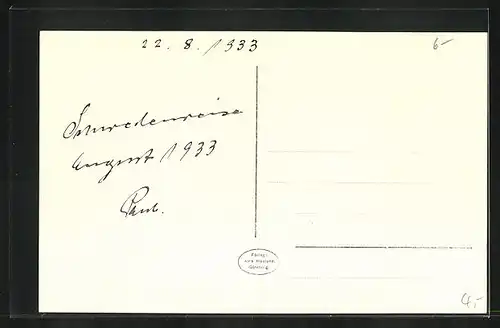 22. 8. 1933
6-
Schwedenreise
August 1933
Paul.
4,-